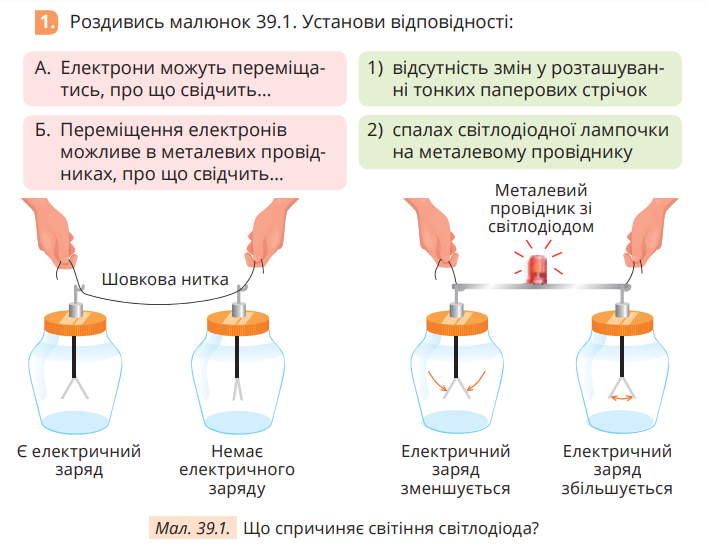 1. Роздивись малюнок 39.1. Установи відповідності:
А. Електрони можуть переміща-
тись, про що свідчить...
1) відсутність змін у розташуван-
ні тонких паперових стрічок
Б. Переміщення електронів
можливе в металевих провід-
никах, про що свідчить...
2) спалах світлодіодної лампочки
на металевому провіднику
Металевий
провідник зі
світлодіодом
Шовкова нитка
Є електричний
заряд
Немає
електричного
заряду
Електричний
заряд
зменшується
Електричний
заряд
збільшується
Мал. 39.1. Що спричиняє світіння світлодіода?